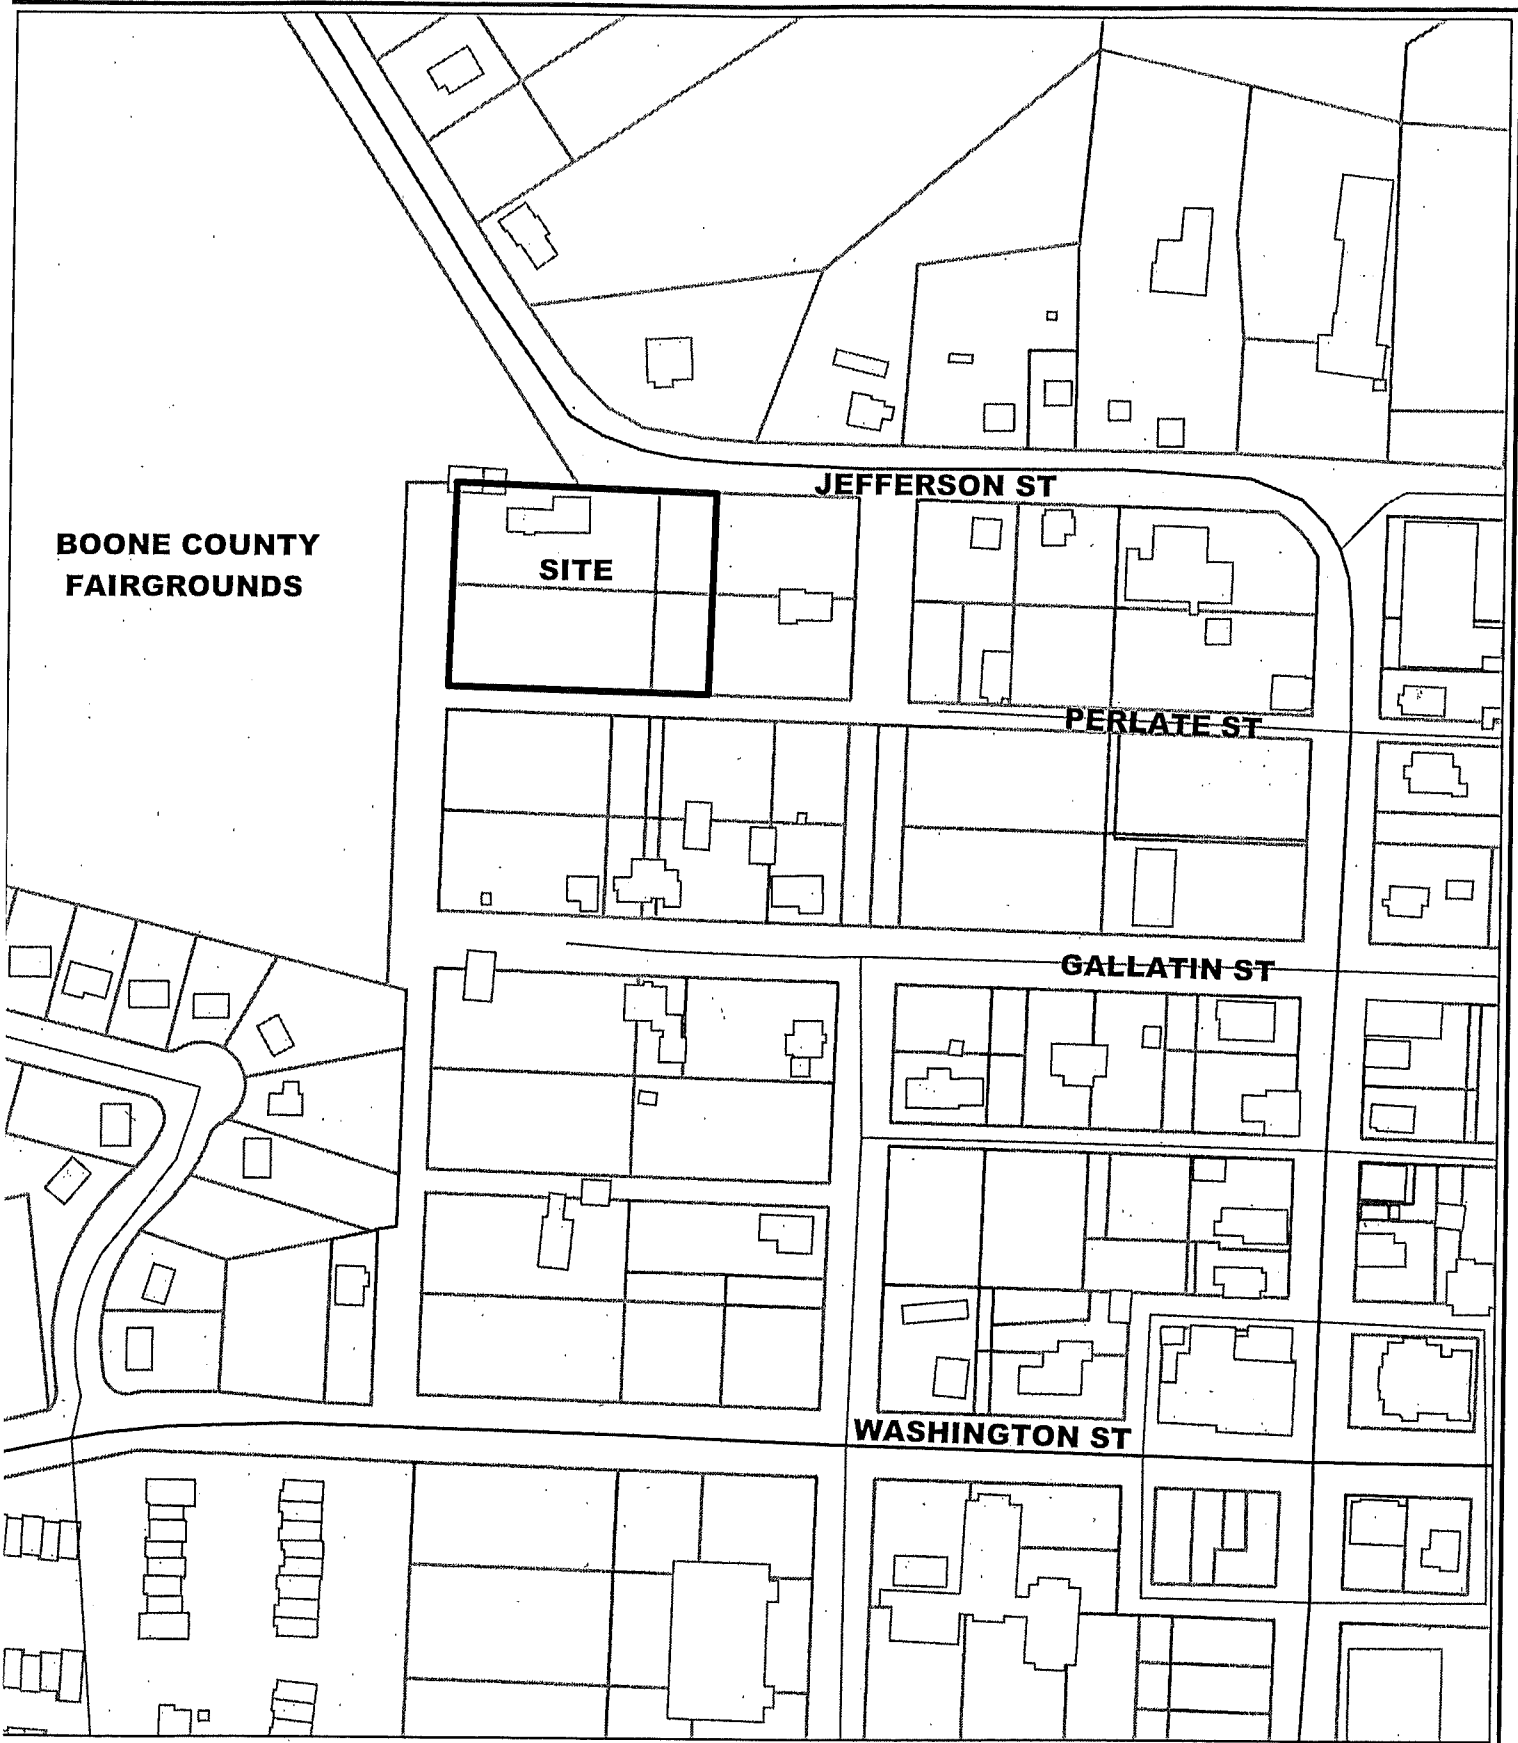 JEFFERSON ST
BOONE COUNTY
FAIRGROUNDS
SITE
PERLATE ST
GALLATIN ST
WASHINGTON ST